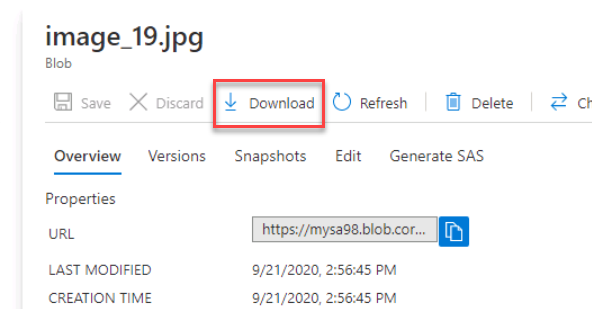 image_19.jpg
Blob
Save Discard Download Refresh Delete Ch
Overview Versions Snapshots Edit Generate SAS
Properties
URL https://mysa98.blob.cor...
LAST MODIFIED 9/21/2020, 2:56:45 PM
CREATION TIME 9/21/2020, 2:56:45 PM